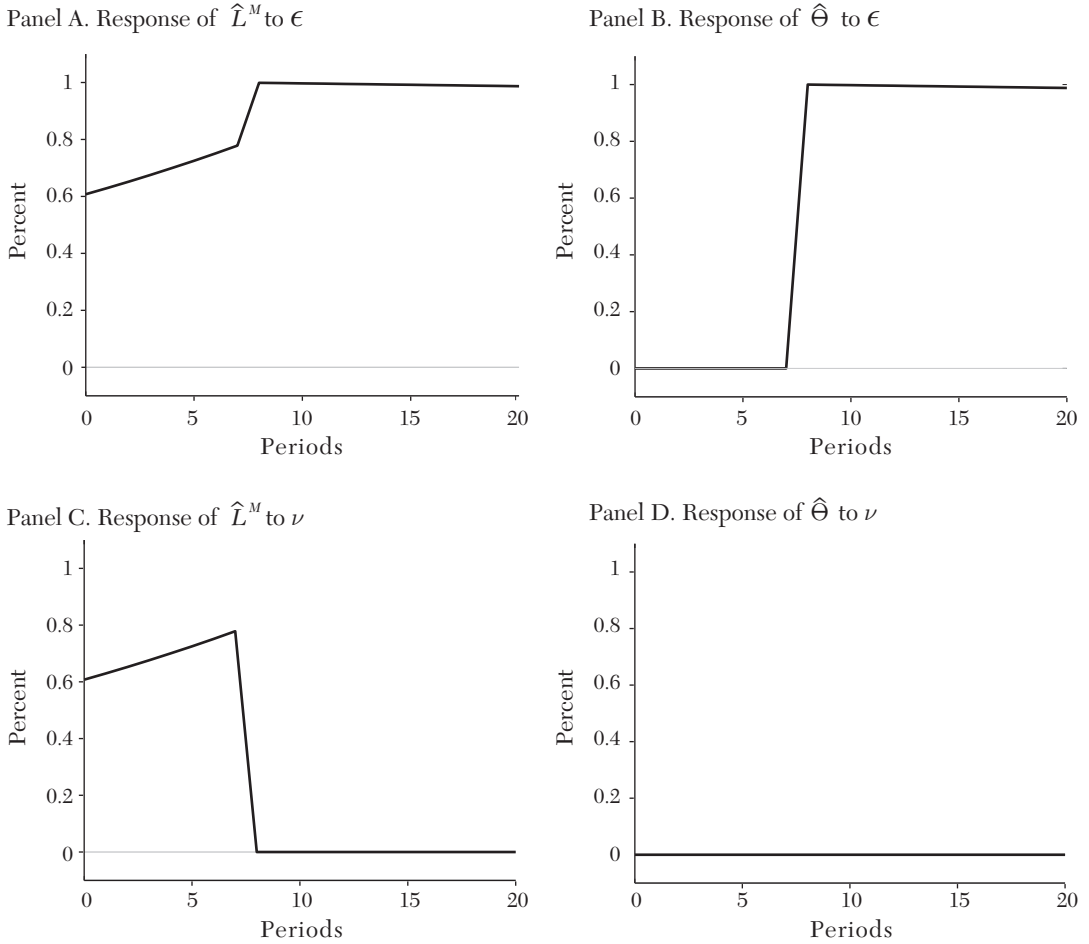 Panel A. Response of L̂ᴹ to ϵ
Panel B. Response of Θ̂ to ϵ
Percent
1
0.8
0.6
0.4
0.2
0
0 5 10 15 20
Periods
Percent
1
0.8
0.6
0.4
0.2
0
0 5 10 15 20
Periods
Panel C. Response of L̂ᴹ to ν
Panel D. Response of Θ̂ to ν
Percent
1
0.8
0.6
0.4
0.2
0
0 5 10 15 20
Periods
Percent
1
0.8
0.6
0.4
0.2
0
0 5 10 15 20
Periods